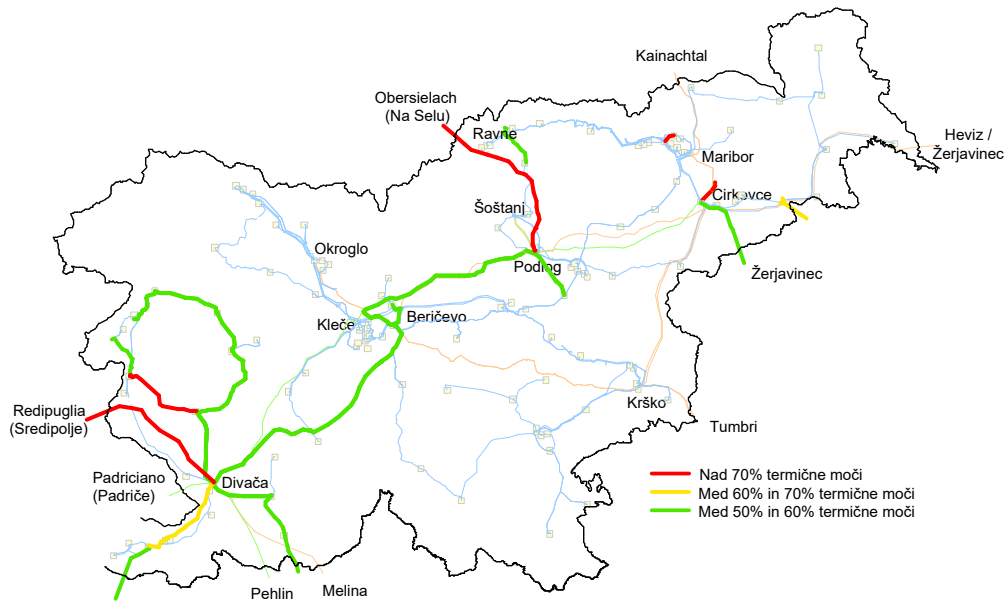 Kainachtal
Obersielach
(Na Selu)
Ravne
Maribor
Heviz /
Žerjavinec
Cirkovce
Šoštanj
Okroglo
Podlog
Žerjavinec
Kleče
Beričevo
Krško
Redipuglia
(Sredipolje)
Tumbri
Padriciano
(Padriče)
Divača
Nad 70% termične moči
Med 60% in 70% termične moči
Med 50% in 60% termične moči
Pehlin
Melina